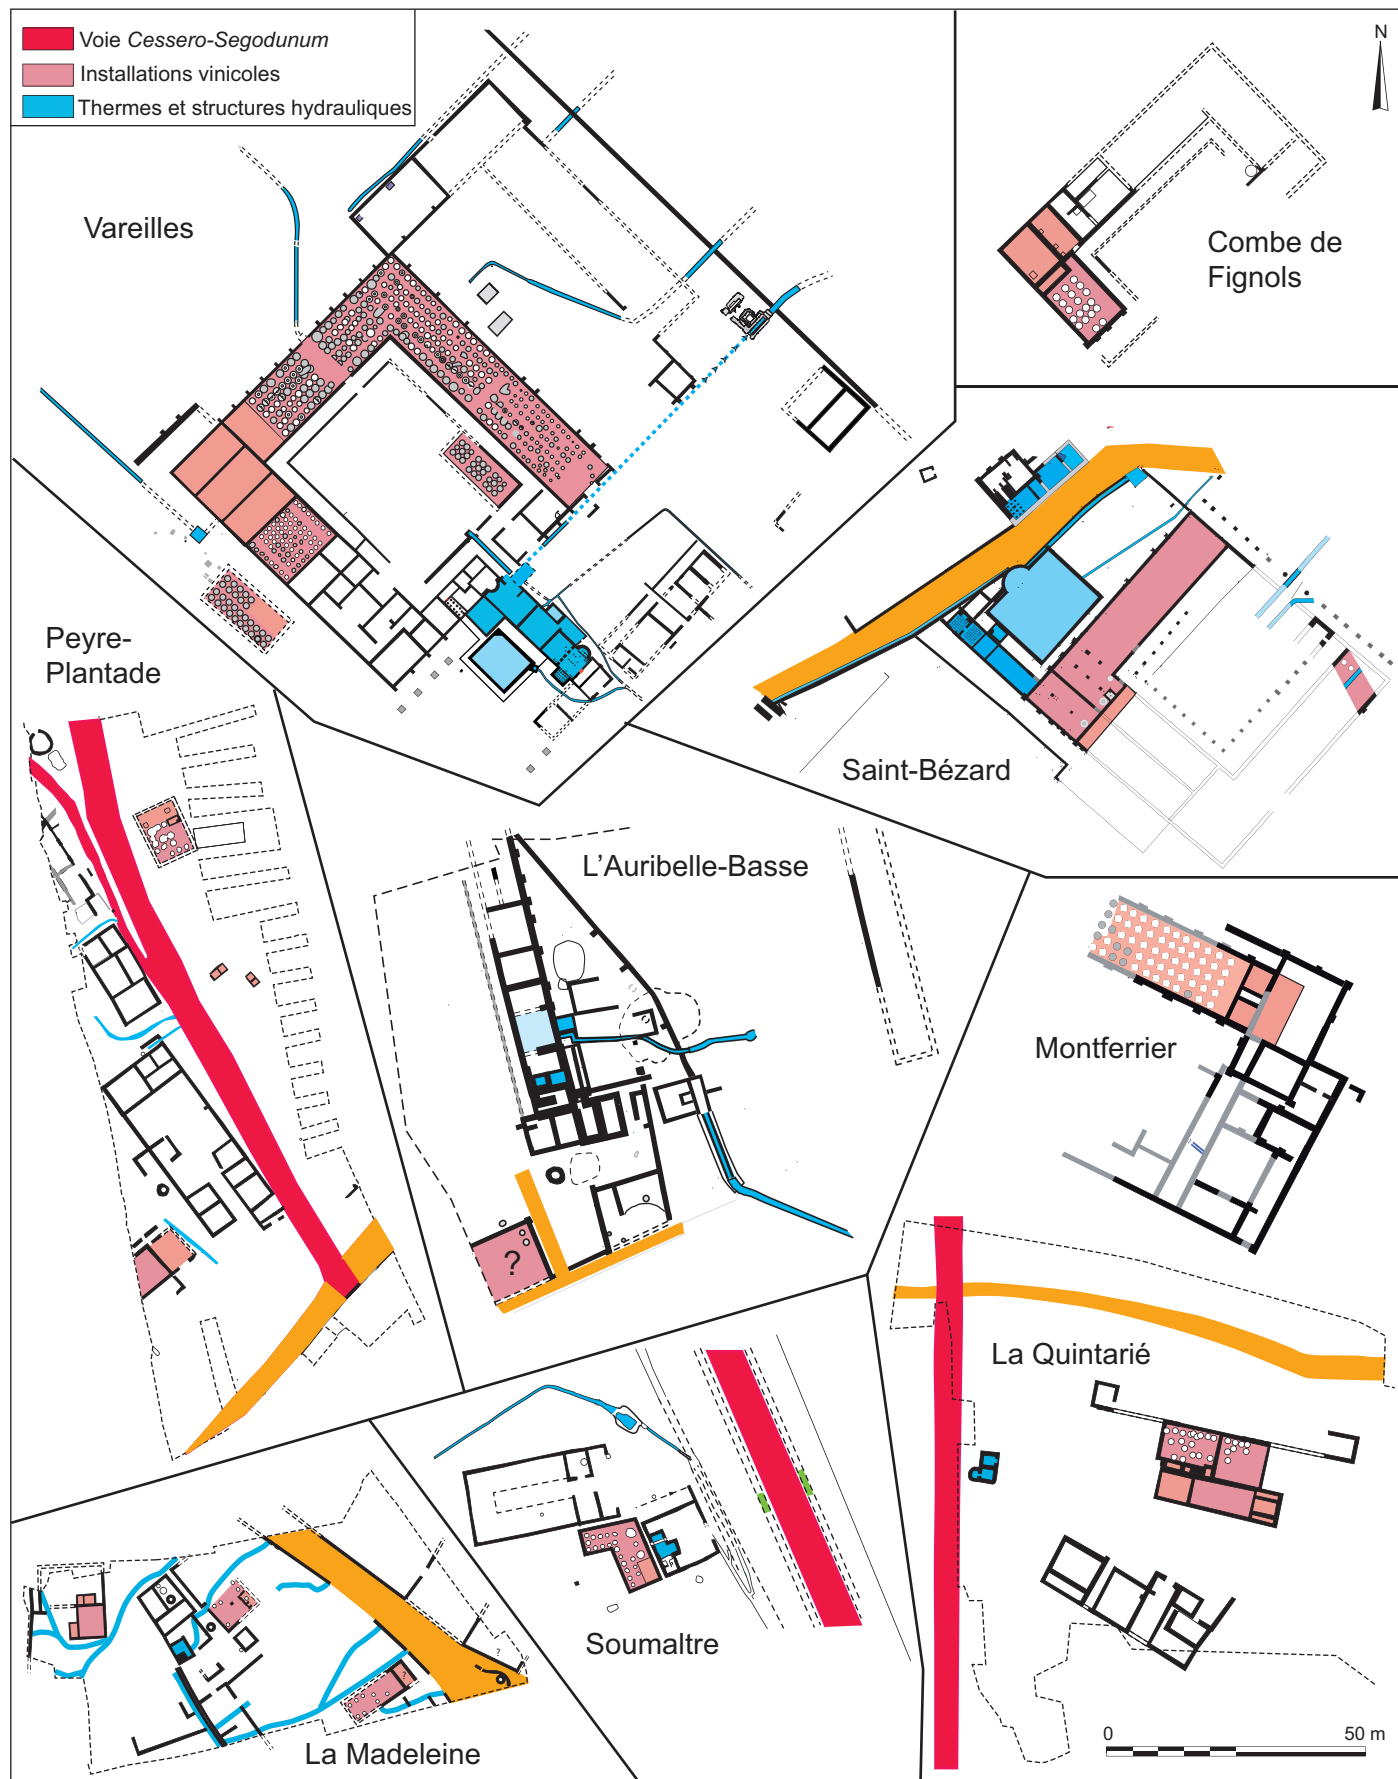 Voie Cessero-Segodunum
Installations vinicoles
Thermes et structures hydrauliques
N
Vareilles
Combe de
Fignols
Peyre-
Plantade
Saint-Bézard
L'Auribelle-Basse
Montferrier
?
La Quintarié
Soumaltre
?
?
La Madeleine
0 50 m